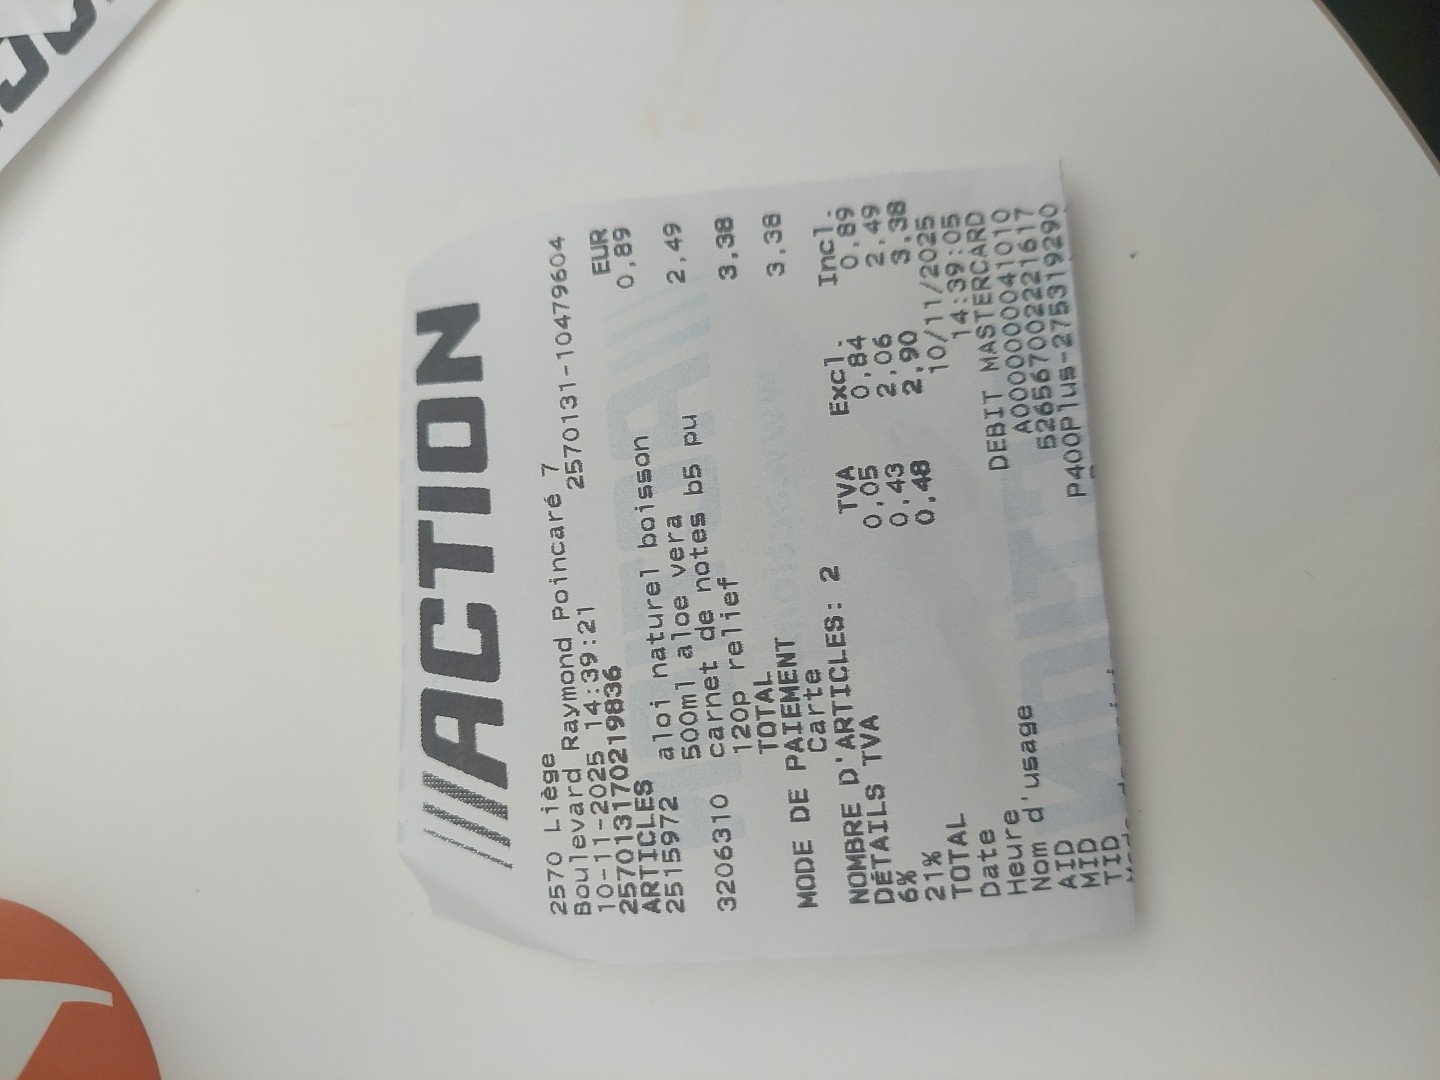 ACTION
2570 Liège
Boulevard Raymond Poincaré 7
10-11-2025 14:39:21 2570131-10479604
257013170219836
ARTICLES EUR
2515972 aloi naturel boisson 0,89
500ml aloe vera
3206310 carnet de notes b5 pu 2,49
120p relief
TOTAL 3,38
MODE DE PAIEMENT
Carte 3,38
NOMBRE D'ARTICLES: 2
DÉTAILS TVA TVA Excl. Incl.
6% 0,05 0,84 0,89
21% 0,43 2,06 2,49
TOTAL 0,48 2,90 3,38
Date 10/11/2025
Heure 14:39:05
Nom d'usage DEBIT MASTERCARD
AID A0000000041010
MID 526567002221617
TID P400Plus-275319290